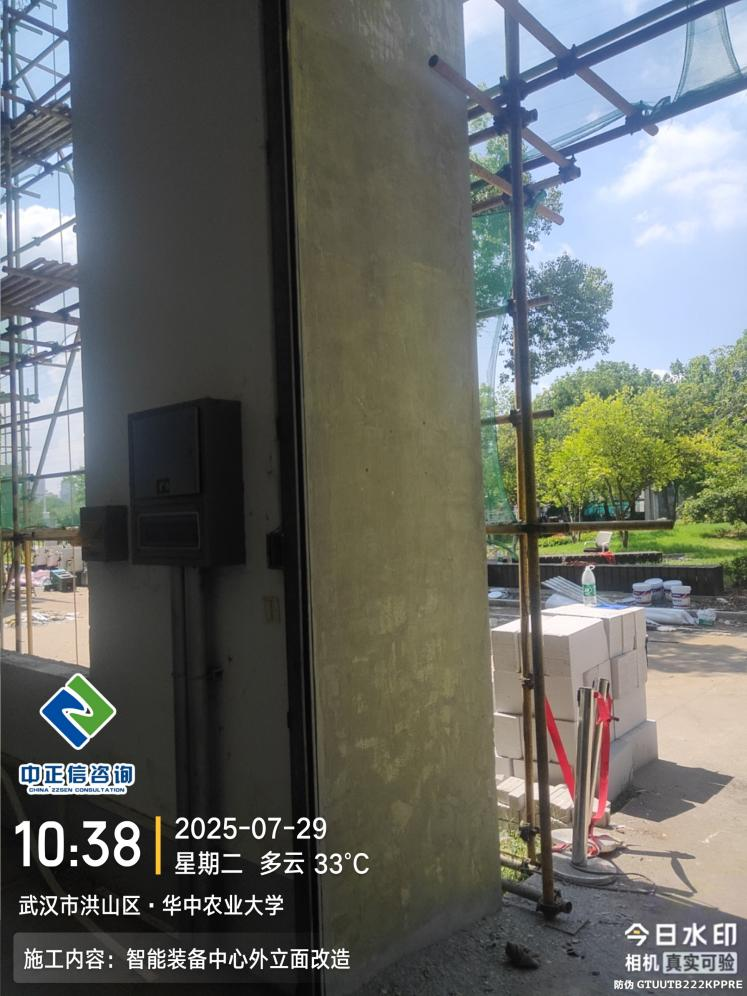 中正信咨询
CHINA ZZSEN CONSULTATION
10:38
2025-07-29
星期二 多云 33°C
武汉市洪山区·华中农业大学
施工内容：智能装备中心外立面改造
今日水印
相机 真实可验
防伪 GTUUTB222KPPRE